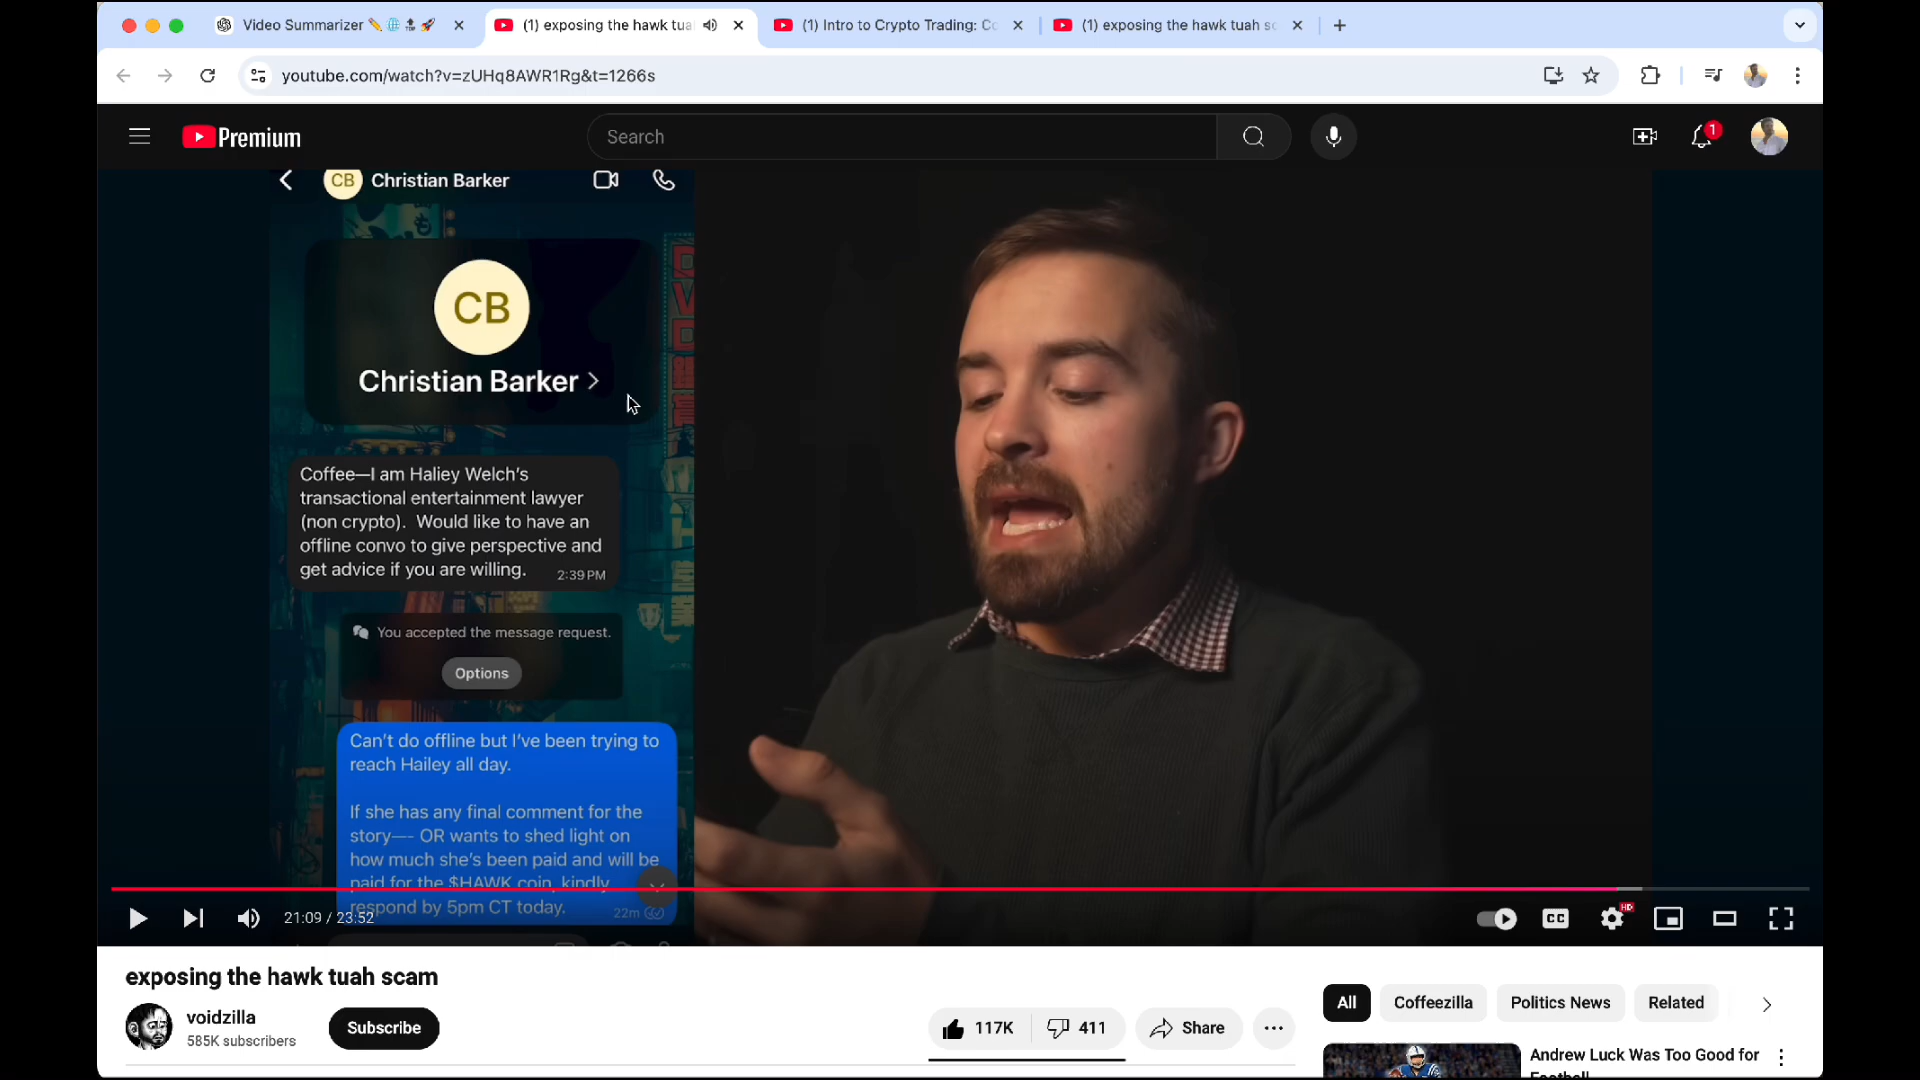 Video Summarizer
(1) exposing the hawk tua
(1) Intro to Crypto Trading: Co
(1) exposing the hawk tuah sc
youtube.com/watch?v=zUHq8AWR1Rg&t=1266s
Premium
Search
1
CB Christian Barker
CB
Christian Barker
Coffee—I am Haliey Welch's
transactional entertainment lawyer
(non crypto). Would like to have an
offline convo to give perspective and
get advice if you are willing. 2:39 PM
You accepted the message request.
Options
Can't do offline but I've been trying to
reach Hailey all day.
If she has any final comment for the
story—- OR wants to shed light on
how much she's been paid and will be
paid for the $HAWK coin, kindly
respond by 5pm CT today. 22m
21:09 / 23:52
CC
HD
exposing the hawk tuah scam
voidzilla
585K subscribers
Subscribe
117K
411
Share
All
Coffeezilla
Politics News
Related
Andrew Luck Was Too Good for
Football